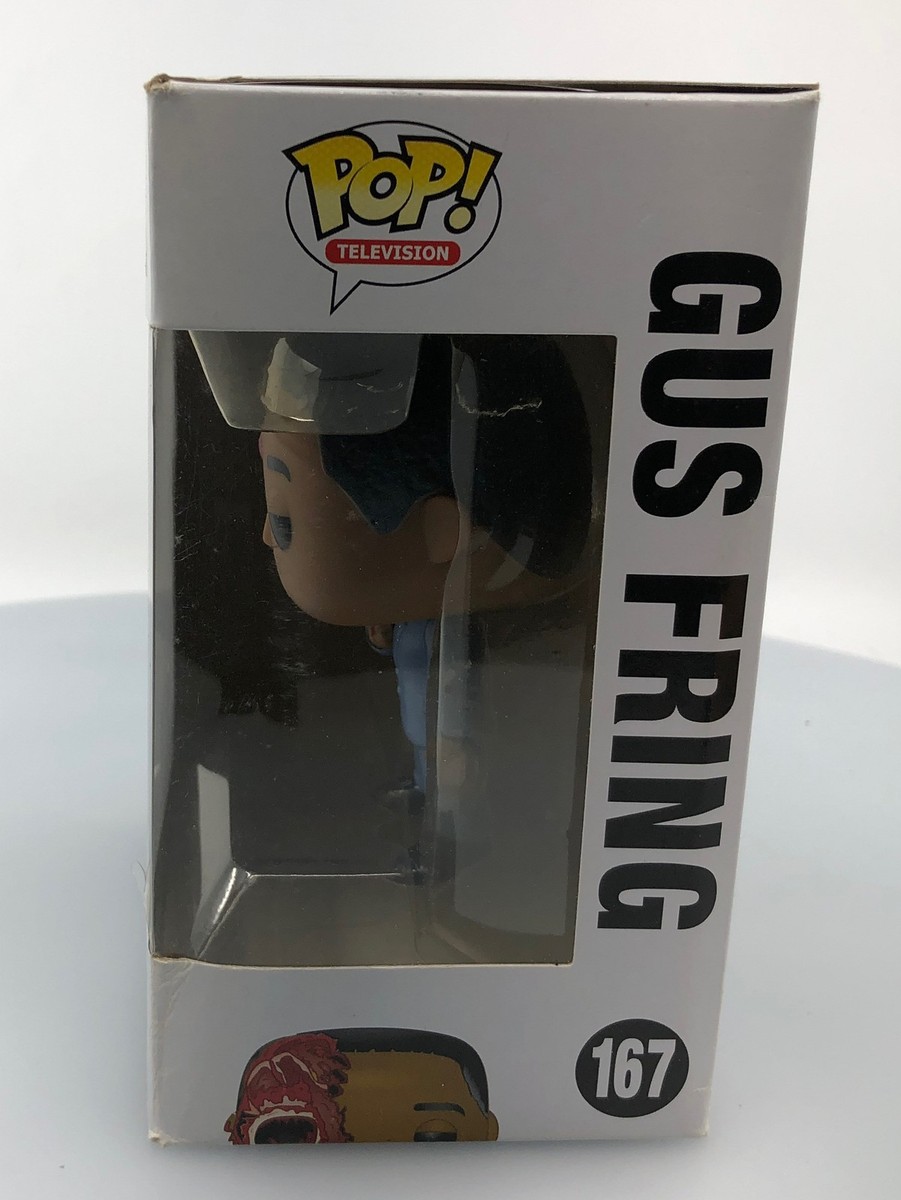 POP!
TELEVISION
GUS FRING
167